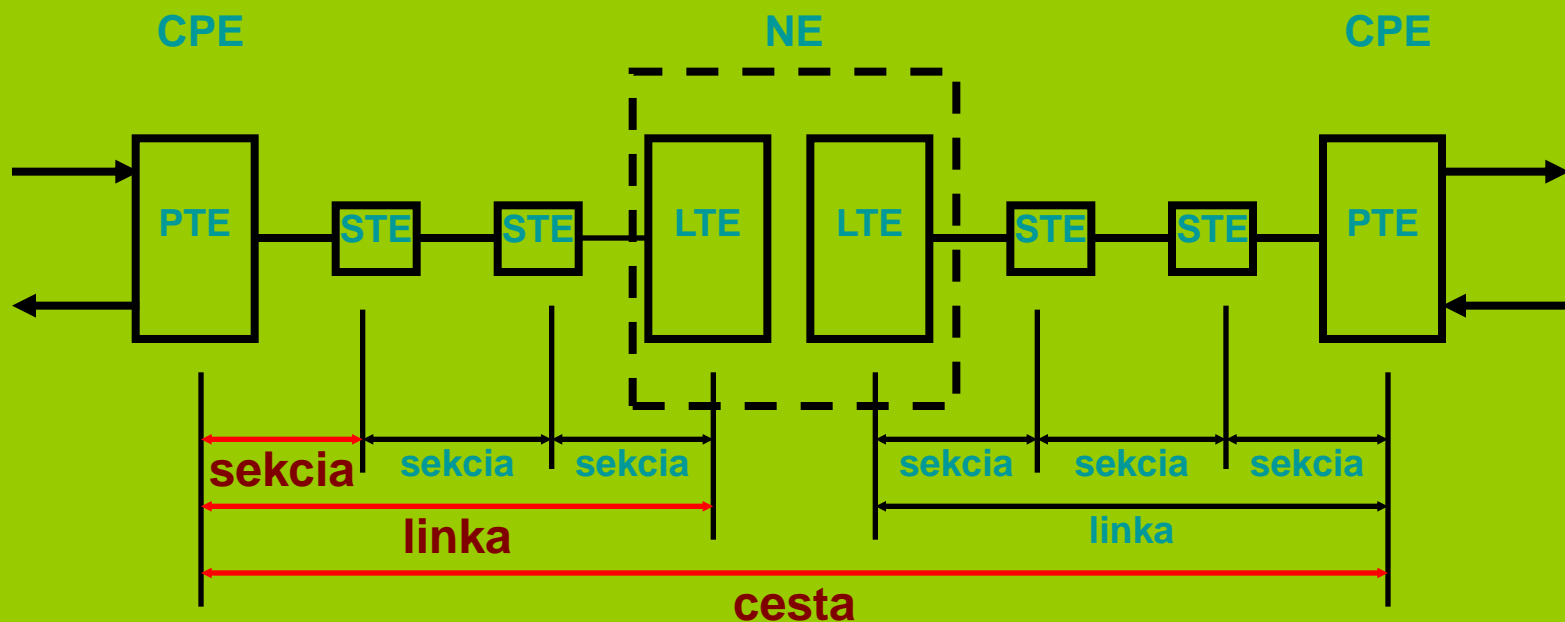 CPE NE CPE
PTE STE STE LTE LTE STE STE PTE
sekcia sekcia sekcia sekcia sekcia sekcia
linka linka
cesta